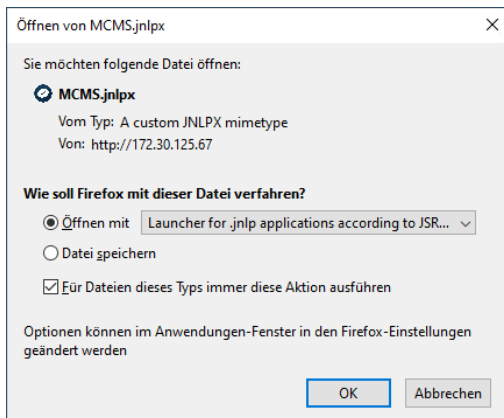 Öffnen von MCMS.jnlpx
Sie möchten folgende Datei öffnen:
MCMS.jnlpx
Vom Typ: A custom JNLPX mimetype
Von: http://172.30.125.67
Wie soll Firefox mit dieser Datei verfahren?
Öffnen mit Launcher for .jnlp applications according to JSR...
Datei speichern
Für Dateien dieses Typs immer diese Aktion ausführen
Optionen können im Anwendungen-Fenster in den Firefox-Einstellungen
geändert werden
OK Abbrechen